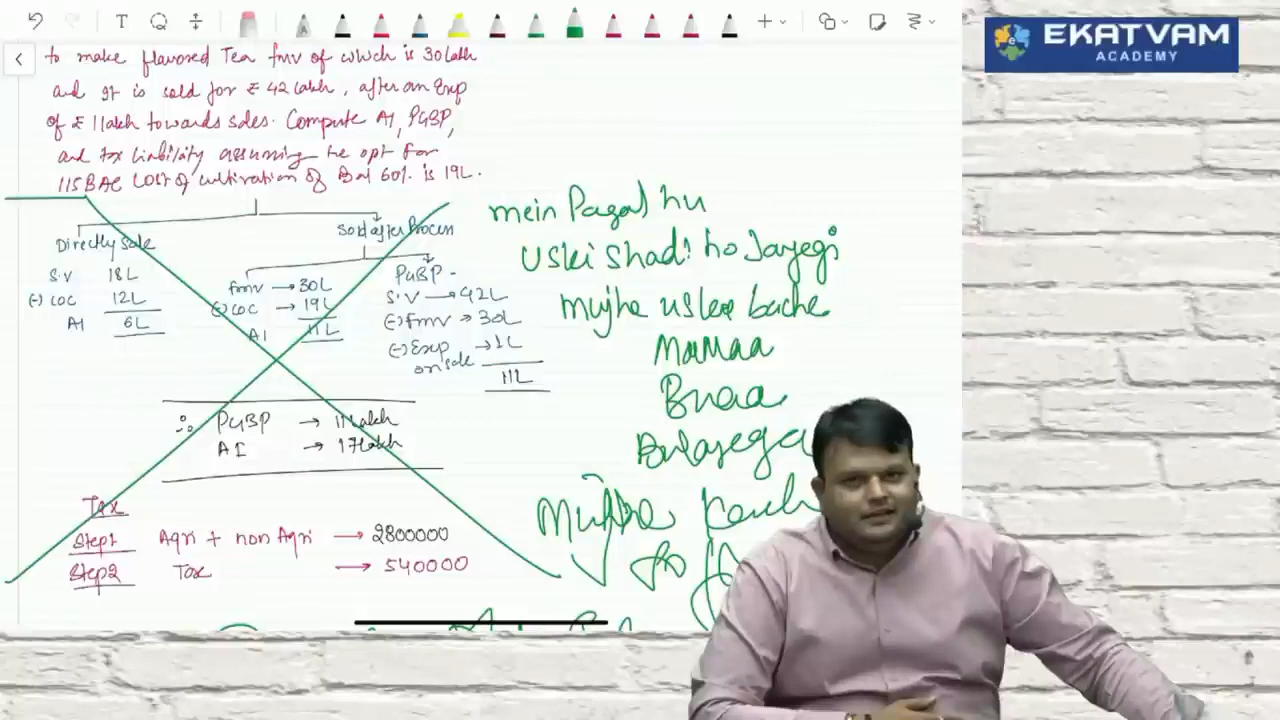 T
EKATVAM
ACADEMY
to make flavored Tea fmv of which is 30 lakh
and It is sold for ₹ 42 lakh, after an Exp
of ₹ 1 lakh towards sales. Compute AI, PGBP,
and tax liability assuming he opt for
115BAC Cost of cultivation of Bal 60% is 19L.
Directly Sale
Sold after Process
S.V 18L
(-) COC 12L
AI 6L
fmv → 30L
(-) COC → 19L
AI 11L
PGBP -
S.V → 42L
(-) fmv → 30L
(-) Exp on sale → 1L
11L
∴ PGBP → 11 lakh
AI → 17 lakh
Tax
Step1 Agri + non Agri → 2800000
Step2 Tax → 540000
mein Pagal hu
Uski shadi ho Jayegi
Mujhe uske bache
MaMaa
Buaa